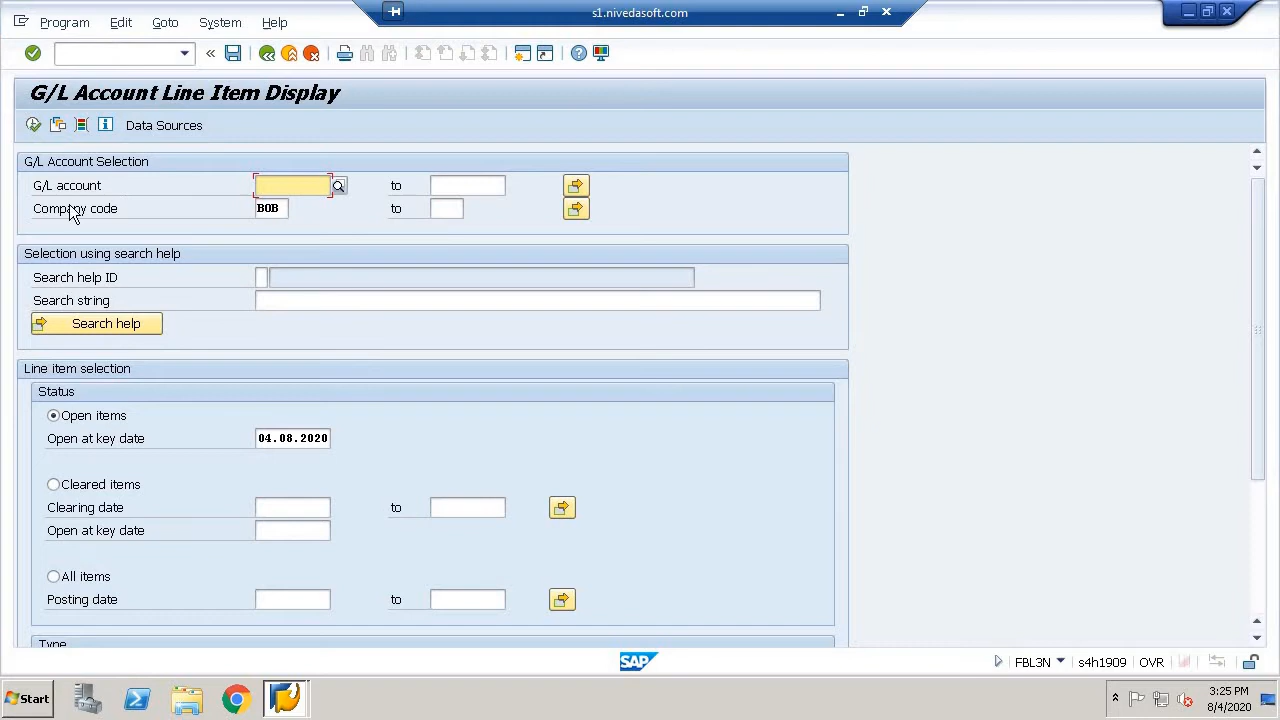 s1.nivedasoft.com
Program Edit Goto System Help
G/L Account Line Item Display
Data Sources
G/L Account Selection
G/L account to
Company code BOB to
Selection using search help
Search help ID
Search string
Search help
Line item selection
Status
Open items
Open at key date 04.08.2020
Cleared items
Clearing date to
Open at key date
All items
Posting date to
Type
SAP FBL3N s4h1909 OVR
Start 3:25 PM
8/4/2020